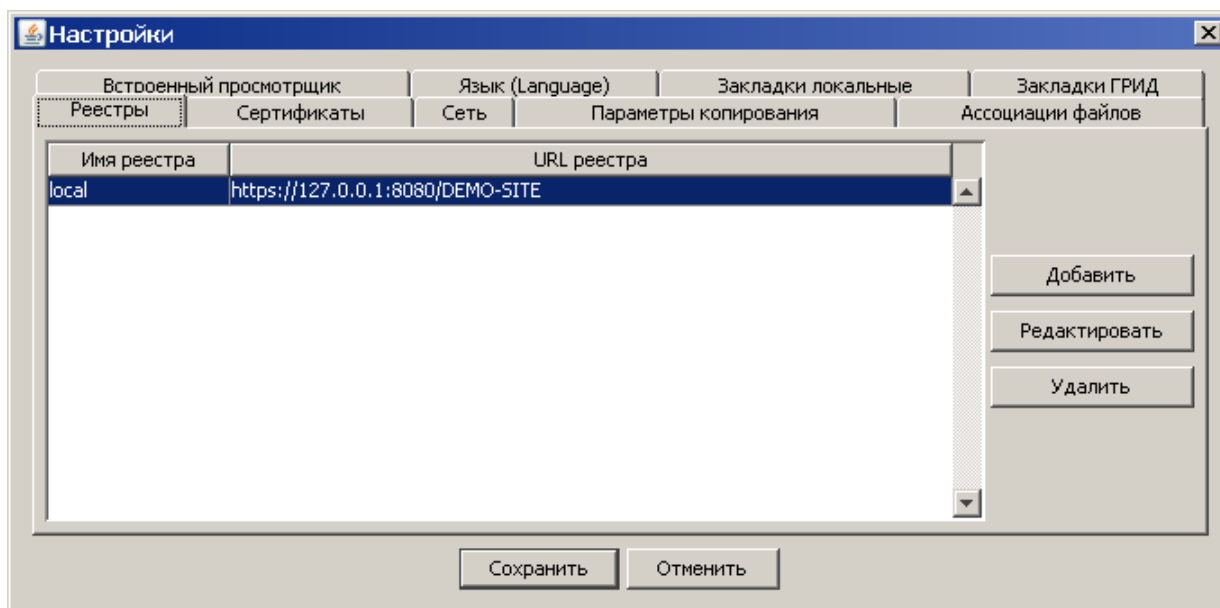 Настройки
Встроенный просмотрщик Язык (Language) Закладки локальные Закладки ГРИД
Реестры Сертификаты Сеть Параметры копирования Ассоциации файлов
Имя реестра URL реестра
local https://127.0.0.1:8080/DEMO-SITE
Добавить
Редактировать
Удалить
Сохранить Отменить